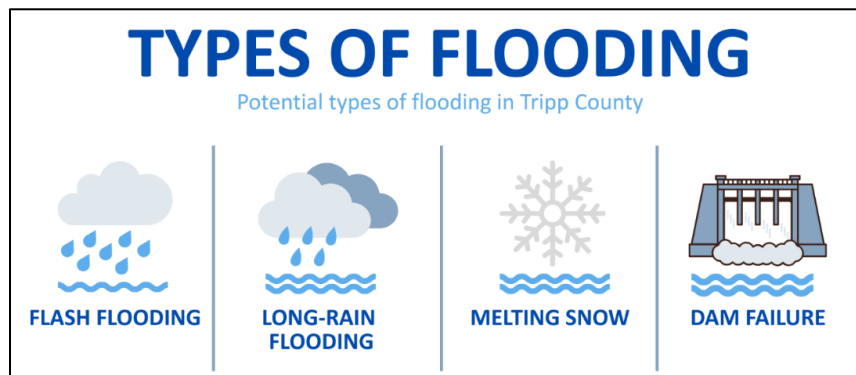 TYPES OF FLOODING
Potential types of flooding in Tripp County
FLASH FLOODING
LONG-RAIN
FLOODING
MELTING SNOW
DAM FAILURE